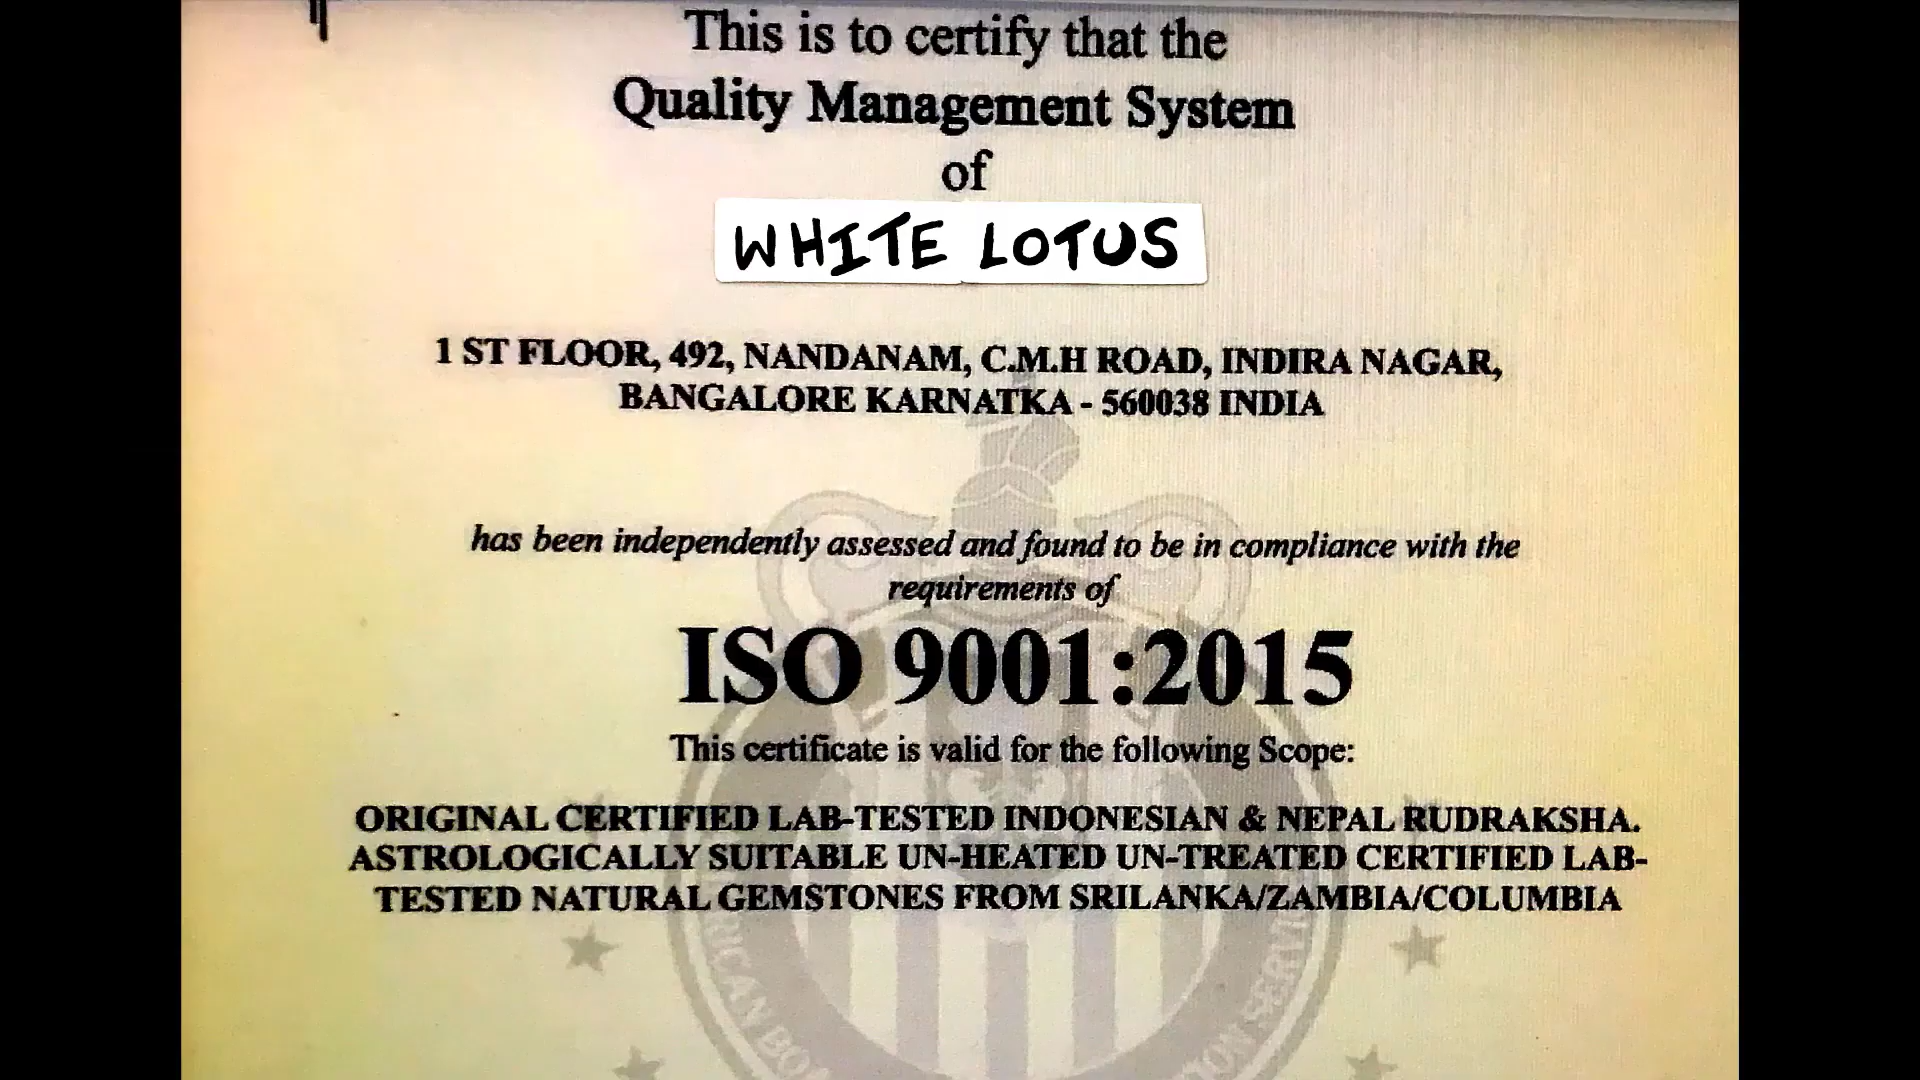 This is to certify that the
Quality Management System
of
WHITE LOTUS
1 ST FLOOR, 492, NANDANAM, C.M.H ROAD, INDIRA NAGAR,
BANGALORE KARNATKA - 560038 INDIA
has been independently assessed and found to be in compliance with the
requirements of
ISO 9001:2015
This certificate is valid for the following Scope:
ORIGINAL CERTIFIED LAB-TESTED INDONESIAN & NEPAL RUDRAKSHA.
ASTROLOGICALLY SUITABLE UN-HEATED UN-TREATED CERTIFIED LAB-
TESTED NATURAL GEMSTONES FROM SRILANKA/ZAMBIA/COLUMBIA